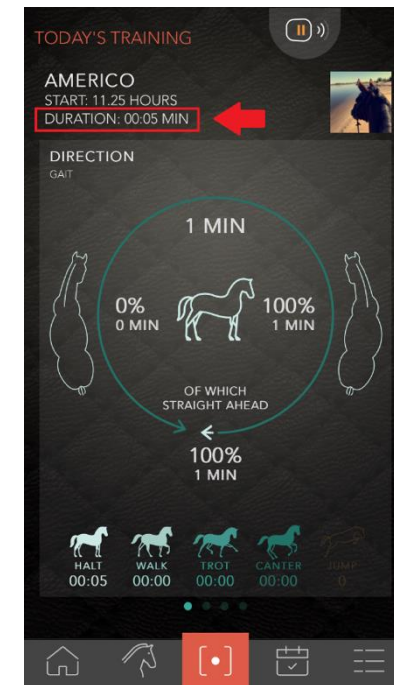 TODAY'S TRAINING
AMERICO
START: 11.25 HOURS
DURATION: 00:05 MIN
DIRECTION
GAIT
1 MIN
0%
0 MIN
100%
1 MIN
OF WHICH
STRAIGHT AHEAD
100%
1 MIN
HALT WALK TROT CANTER JUMP
00:05 00:00 00:00 00:00 0